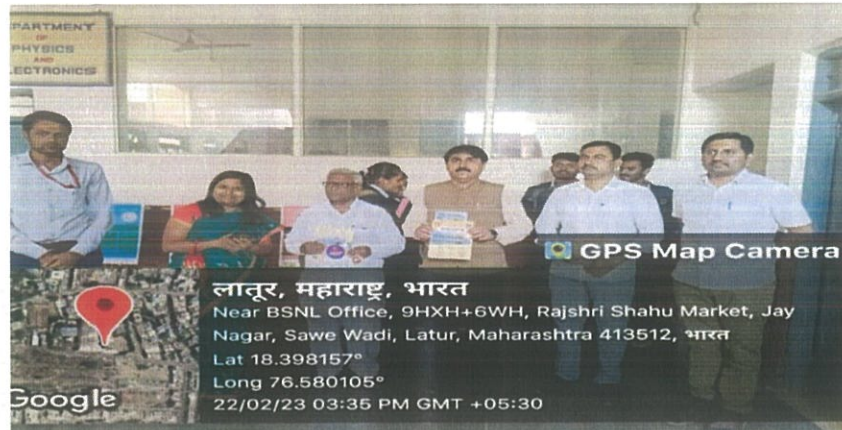 PARTMENT
OF
PHYSICS
AND
LECTRONICS
GPS Map Camera
लातूर, महाराष्ट्र, भारत
Near BSNL Office, 9HXH+6WH, Rajshri Shahu Market, Jay
Nagar, Sawe Wadi, Latur, Maharashtra 413512, भारत
Lat 18.398157°
Long 76.580105°
22/02/23 03:35 PM GMT +05:30
Google